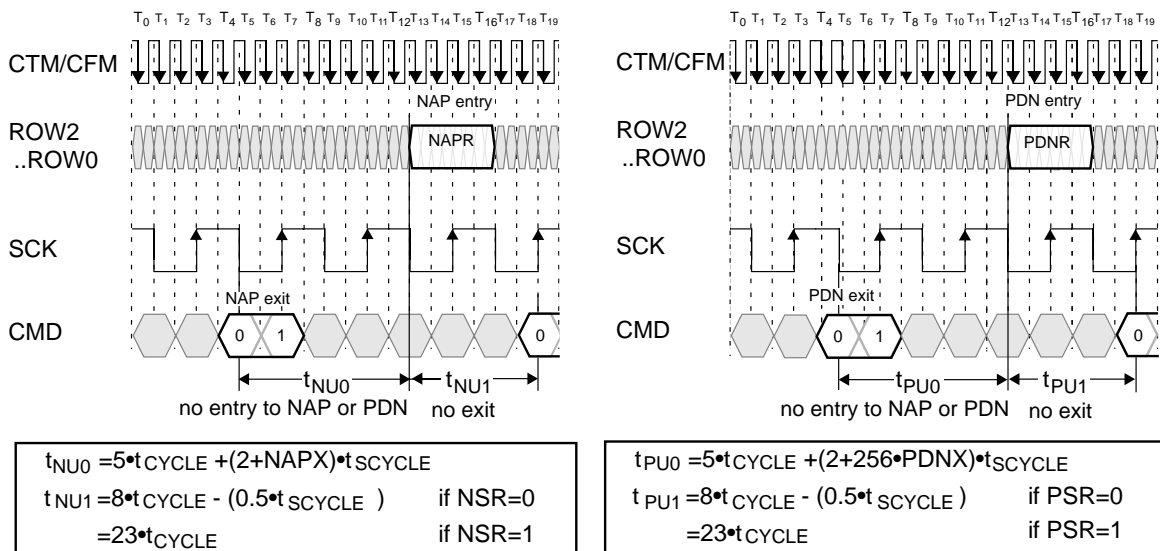 T0 T1 T2 T3 T4 T5 T6 T7 T8 T9 T10 T11 T12 T13 T14 T15 T16 T17 T18 T19
CTM/CFM
NAP entry
ROW2
..ROW0
NAPR
SCK
NAP exit
CMD
0 1 0
tNU0 tNU1
no entry to NAP or PDN no exit
tNU0 =5•tCYCLE +(2+NAPX)•tSCYCLE
tNU1 =8•tCYCLE - (0.5•tSCYCLE ) if NSR=0
=23•tCYCLE if NSR=1
T0 T1 T2 T3 T4 T5 T6 T7 T8 T9 T10 T11 T12 T13 T14 T15 T16 T17 T18 T19
CTM/CFM
PDN entry
ROW2
..ROW0
PDNR
SCK
PDN exit
CMD
0 1 0
tPU0 tPU1
no entry to NAP or PDN no exit
tPU0 =5•tCYCLE +(2+256•PDNX)•tSCYCLE
tPU1 =8•tCYCLE - (0.5•tSCYCLE ) if PSR=0
=23•tCYCLE if PSR=1